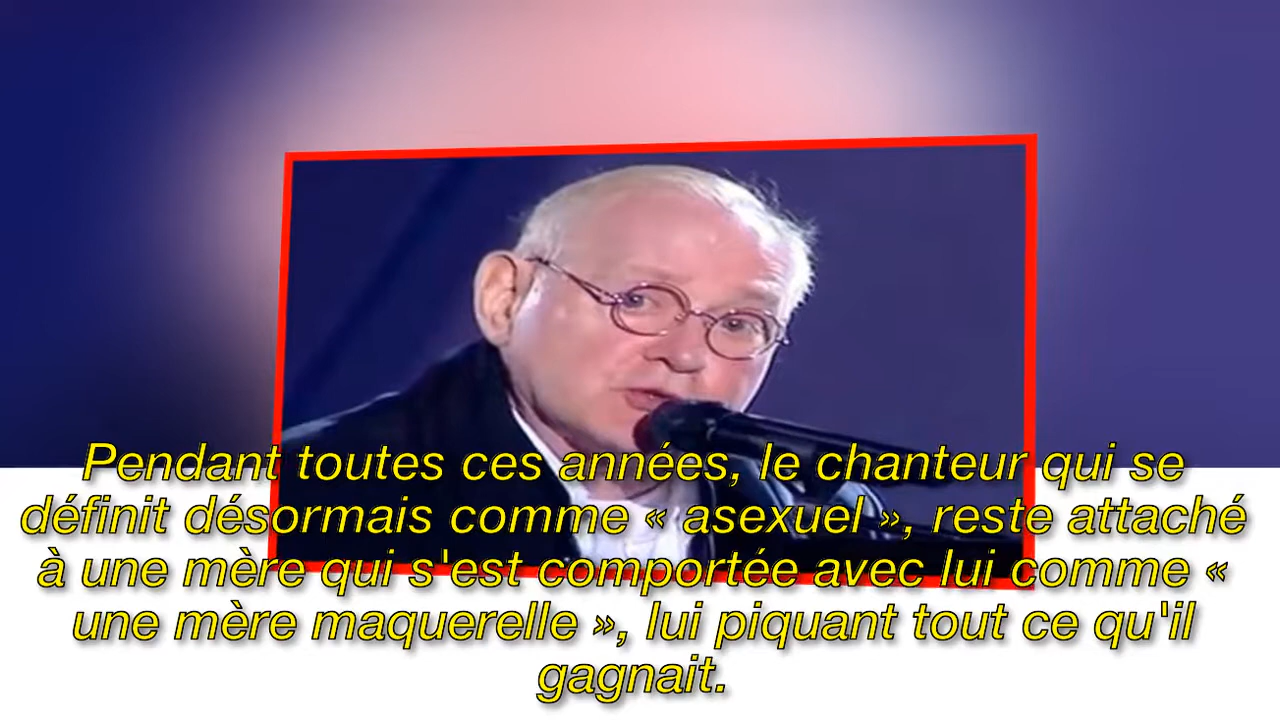 Pendant toutes ces années, le chanteur qui se
définit désormais comme « asexuel », reste attaché
à une mère qui s'est comportée avec lui comme «
une mère maquerelle », lui piquant tout ce qu'il
gagnait.